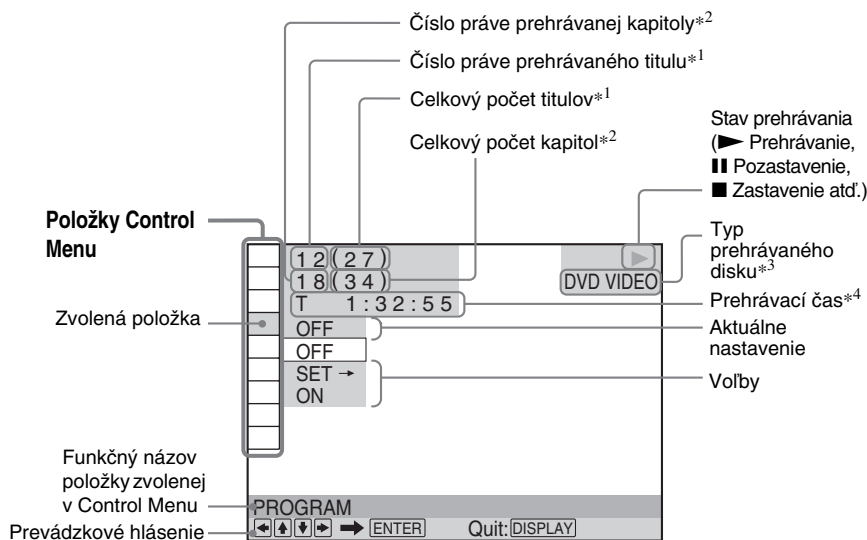 Číslo práve prehrávanej kapitoly*2
Číslo práve prehrávaného titulu*1
Celkový počet titulov*1
Celkový počet kapitol*2
Stav prehrávania
(▶ Prehrávanie,
⏸ Pozastavenie,
■ Zastavenie atď.)
Položky Control
Menu
12(27)
18(34)
T 1:32:55
▶
DVD VIDEO
Typ
prehrávaného
disku*3
Prehrávací čas*4
Zvolená položka
OFF
Aktuálne
nastavenie
OFF
SET →
ON
Voľby
Funkčný názov
položky zvolenej
v Control Menu
PROGRAM
Prevádzkové hlásenie
←↑↓→ ➡ ENTER Quit: DISPLAY